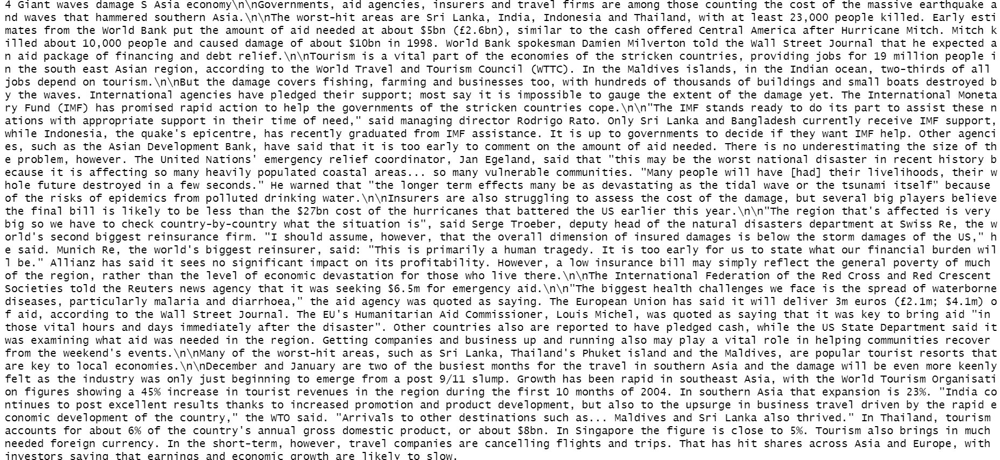 4 Giant waves damage S Asia economy\n\nGovernments, aid agencies, insurers and travel firms are among those counting the cost of the massive earthquake a
nd waves that hammered southern Asia.\n\nThe worst-hit areas are Sri Lanka, India, Indonesia and Thailand, with at least 23,000 people killed. Early esti
mates from the World Bank put the amount of aid needed at about $5bn (£2.6bn), similar to the cash offered Central America after Hurricane Mitch. Mitch k
illed about 10,000 people and caused damage of about $10bn in 1998. World Bank spokesman Damien Milverton told the Wall Street Journal that he expected a
n aid package of financing and debt relief.\n\nTourism is a vital part of the economies of the stricken countries, providing jobs for 19 million people i
n the south east Asian region, according to the World Travel and Tourism Council (WTTC). In the Maldives islands, in the Indian ocean, two-thirds of all
jobs depend on tourism.\n\nBut the damage covers fishing, farming and businesses too, with hundreds of thousands of buildings and small boats destroyed b
y the waves. International agencies have pledged their support; most say it is impossible to gauge the extent of the damage yet. The International Moneta
ry Fund (IMF) has promised rapid action to help the governments of the stricken countries cope.\n\n"The IMF stands ready to do its part to assist these n
ations with appropriate support in their time of need," said managing director Rodrigo Rato. Only Sri Lanka and Bangladesh currently receive IMF support,
while Indonesia, the quake's epicentre, has recently graduated from IMF assistance. It is up to governments to decide if they want IMF help. Other agenci
es, such as the Asian Development Bank, have said that it is too early to comment on the amount of aid needed. There is no underestimating the size of th
e problem, however. The United Nations' emergency relief coordinator, Jan Egeland, said that "this may be the worst national disaster in recent history b
ecause it is affecting so many heavily populated coastal areas... so many vulnerable communities. "Many people will have [had] their livelihoods, their w
hole future destroyed in a few seconds." He warned that "the longer term effects many be as devastating as the tidal wave or the tsunami itself" because
of the risks of epidemics from polluted drinking water.\n\nInsurers are also struggling to assess the cost of the damage, but several big players believe
the final bill is likely to be less than the $27bn cost of the hurricanes that battered the US earlier this year.\n\n"The region that's affected is very
big so we have to check country-by-country what the situation is", said Serge Troeber, deputy head of the natural disasters department at Swiss Re, the w
orld's second biggest reinsurance firm. "I should assume, however, that the overall dimension of insured damages is below the storm damages of the US," h
e said. Munich Re, the world's biggest reinsurer, said: "This is primarily a human tragedy. It is too early for us to state what our financial burden wil
l be." Allianz has said it sees no significant impact on its profitability. However, a low insurance bill may simply reflect the general poverty of much
of the region, rather than the level of economic devastation for those who live there.\n\nThe International Federation of the Red Cross and Red Crescent
Societies told the Reuters news agency that it was seeking $6.5m for emergency aid.\n\n"The biggest health challenges we face is the spread of waterborne
diseases, particularly malaria and diarrhoea," the aid agency was quoted as saying. The European Union has said it will deliver 3m euros (£2.1m; $4.1m) o
f aid, according to the Wall Street Journal. The EU's Humanitarian Aid Commissioner, Louis Michel, was quoted as saying that it was key to bring aid "in
those vital hours and days immediately after the disaster". Other countries also are reported to have pledged cash, while the US State Department said it
was examining what aid was needed in the region. Getting companies and business up and running also may play a vital role in helping communities recover
from the weekend's events.\n\nMany of the worst-hit areas, such as Sri Lanka, Thailand's Phuket island and the Maldives, are popular tourist resorts that
are key to local economies.\n\nDecember and January are two of the busiest months for the travel in southern Asia and the damage will be even more keenly
felt as the industry was only just beginning to emerge from a post 9/11 slump. Growth has been rapid in southeast Asia, with the World Tourism Organisati
on figures showing a 45% increase in tourist revenues in the region during the first 10 months of 2004. In southern Asia that expansion is 23%. "India co
ntinues to post excellent results thanks to increased promotion and product development, but also to the upsurge in business travel driven by the rapid e
conomic development of the country," the WTO said. "Arrivals to other destinations such as... Maldives and Sri Lanka also thrived." In Thailand, tourism
accounts for about 6% of the country's annual gross domestic product, or about $8bn. In Singapore the figure is close to 5%. Tourism also brings in much
needed foreign currency. In the short-term, however, travel companies are cancelling flights and trips. That has hit shares across Asia and Europe, with
investors saying that earnings and economic growth are likely to slow.